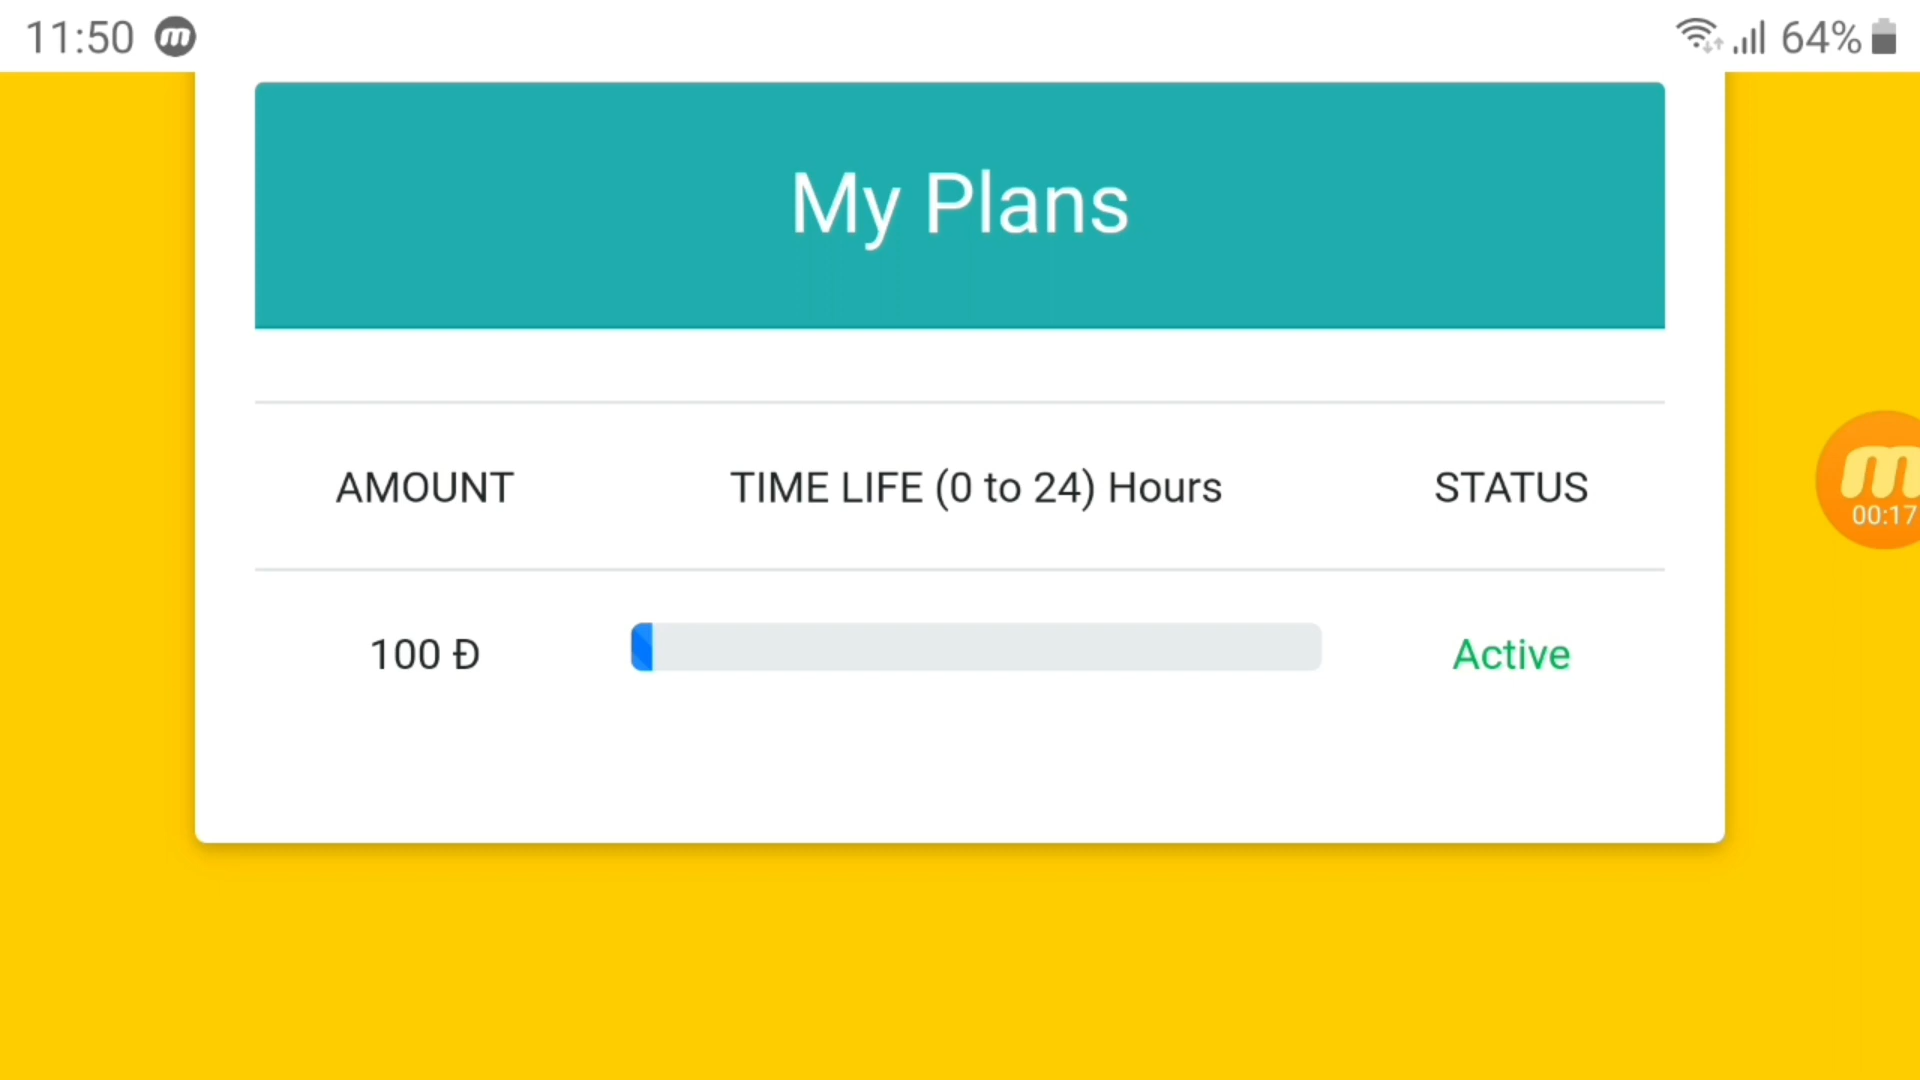 11:50 m 64%
My Plans
AMOUNT TIME LIFE (0 to 24) Hours STATUS
m
00:17
100 Đ Active